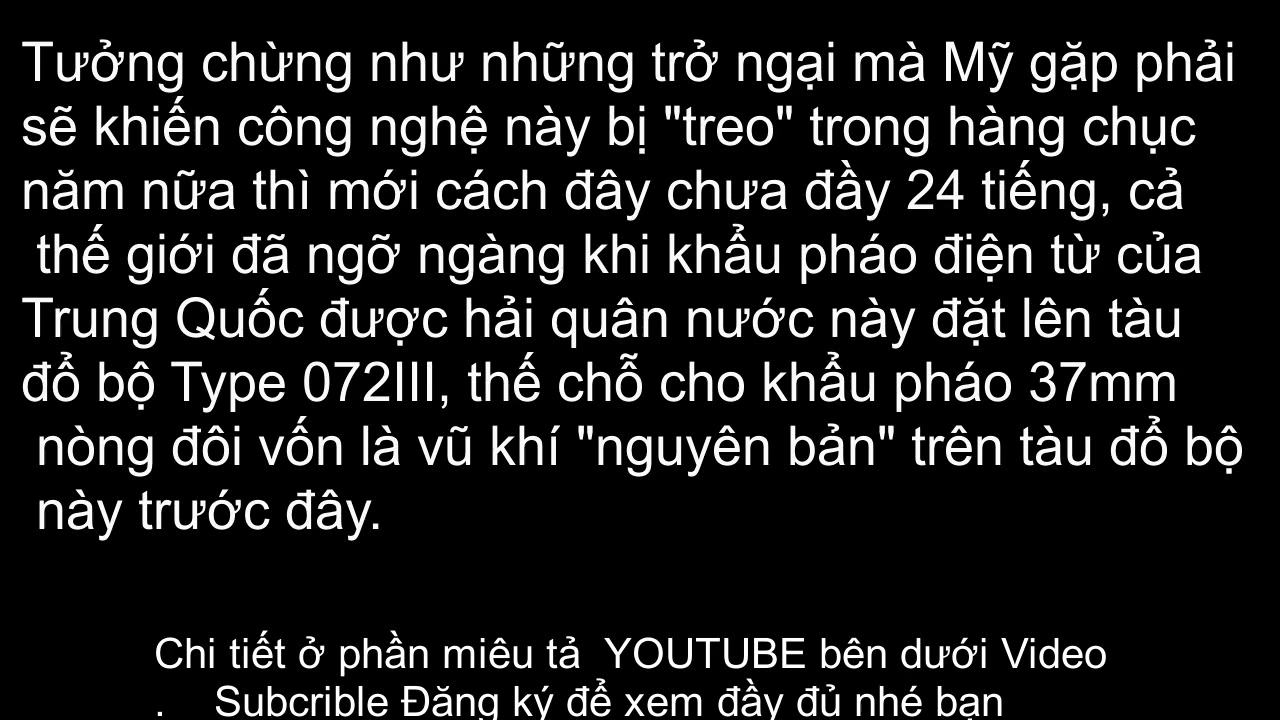 Tưởng chừng như những trở ngại mà Mỹ gặp phải
sẽ khiến công nghệ này bị "treo" trong hàng chục
năm nữa thì mới cách đây chưa đầy 24 tiếng, cả
thế giới đã ngỡ ngàng khi khẩu pháo điện từ của
Trung Quốc được hải quân nước này đặt lên tàu
đổ bộ Type 072III, thế chỗ cho khẩu pháo 37mm
nòng đôi vốn là vũ khí "nguyên bản" trên tàu đổ bộ
này trước đây.
Chi tiết ở phần miêu tả YOUTUBE bên dưới Video
. Subcrible Đăng ký để xem đầy đủ nhé bạn